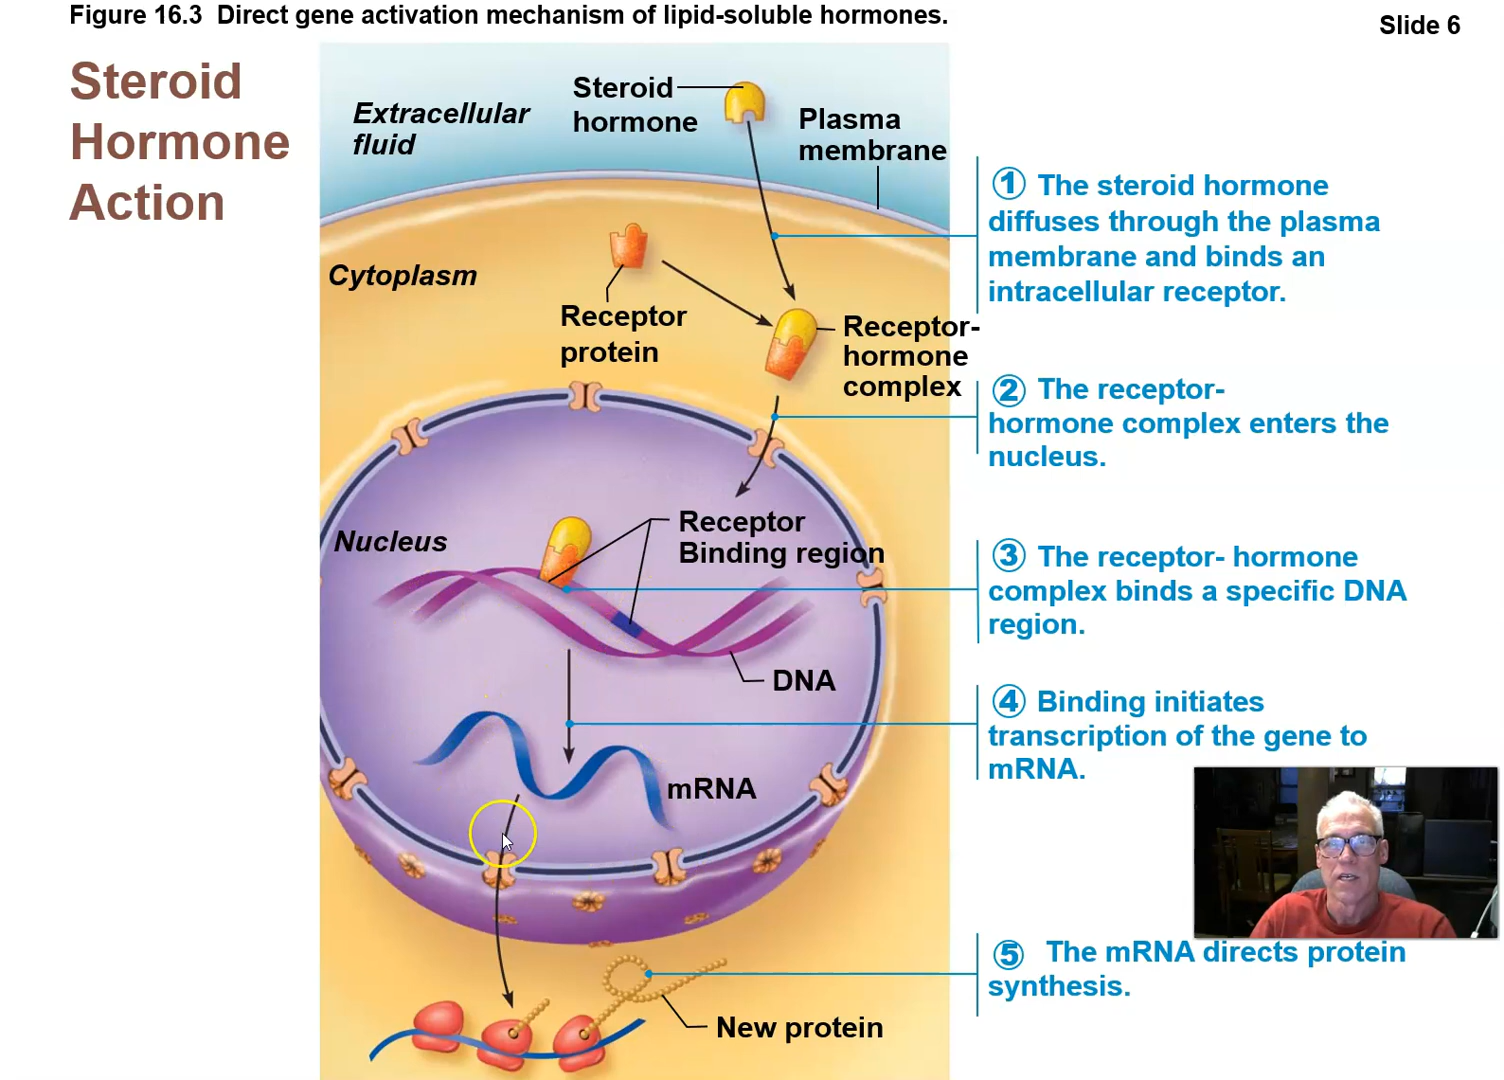 Figure 16.3  Direct gene activation mechanism of lipid-soluble hormones.
Slide 6
Steroid
Hormone
Action
Extracellular
fluid
Steroid
hormone
Plasma
membrane
① The steroid hormone
diffuses through the plasma
membrane and binds an
intracellular receptor.
Cytoplasm
Receptor
protein
Receptor-
hormone
complex
② The receptor-
hormone complex enters the
nucleus.
Nucleus
Receptor
Binding region
③ The receptor- hormone
complex binds a specific DNA
region.
DNA
④ Binding initiates
transcription of the gene to
mRNA.
mRNA
⑤ The mRNA directs protein
synthesis.
New protein